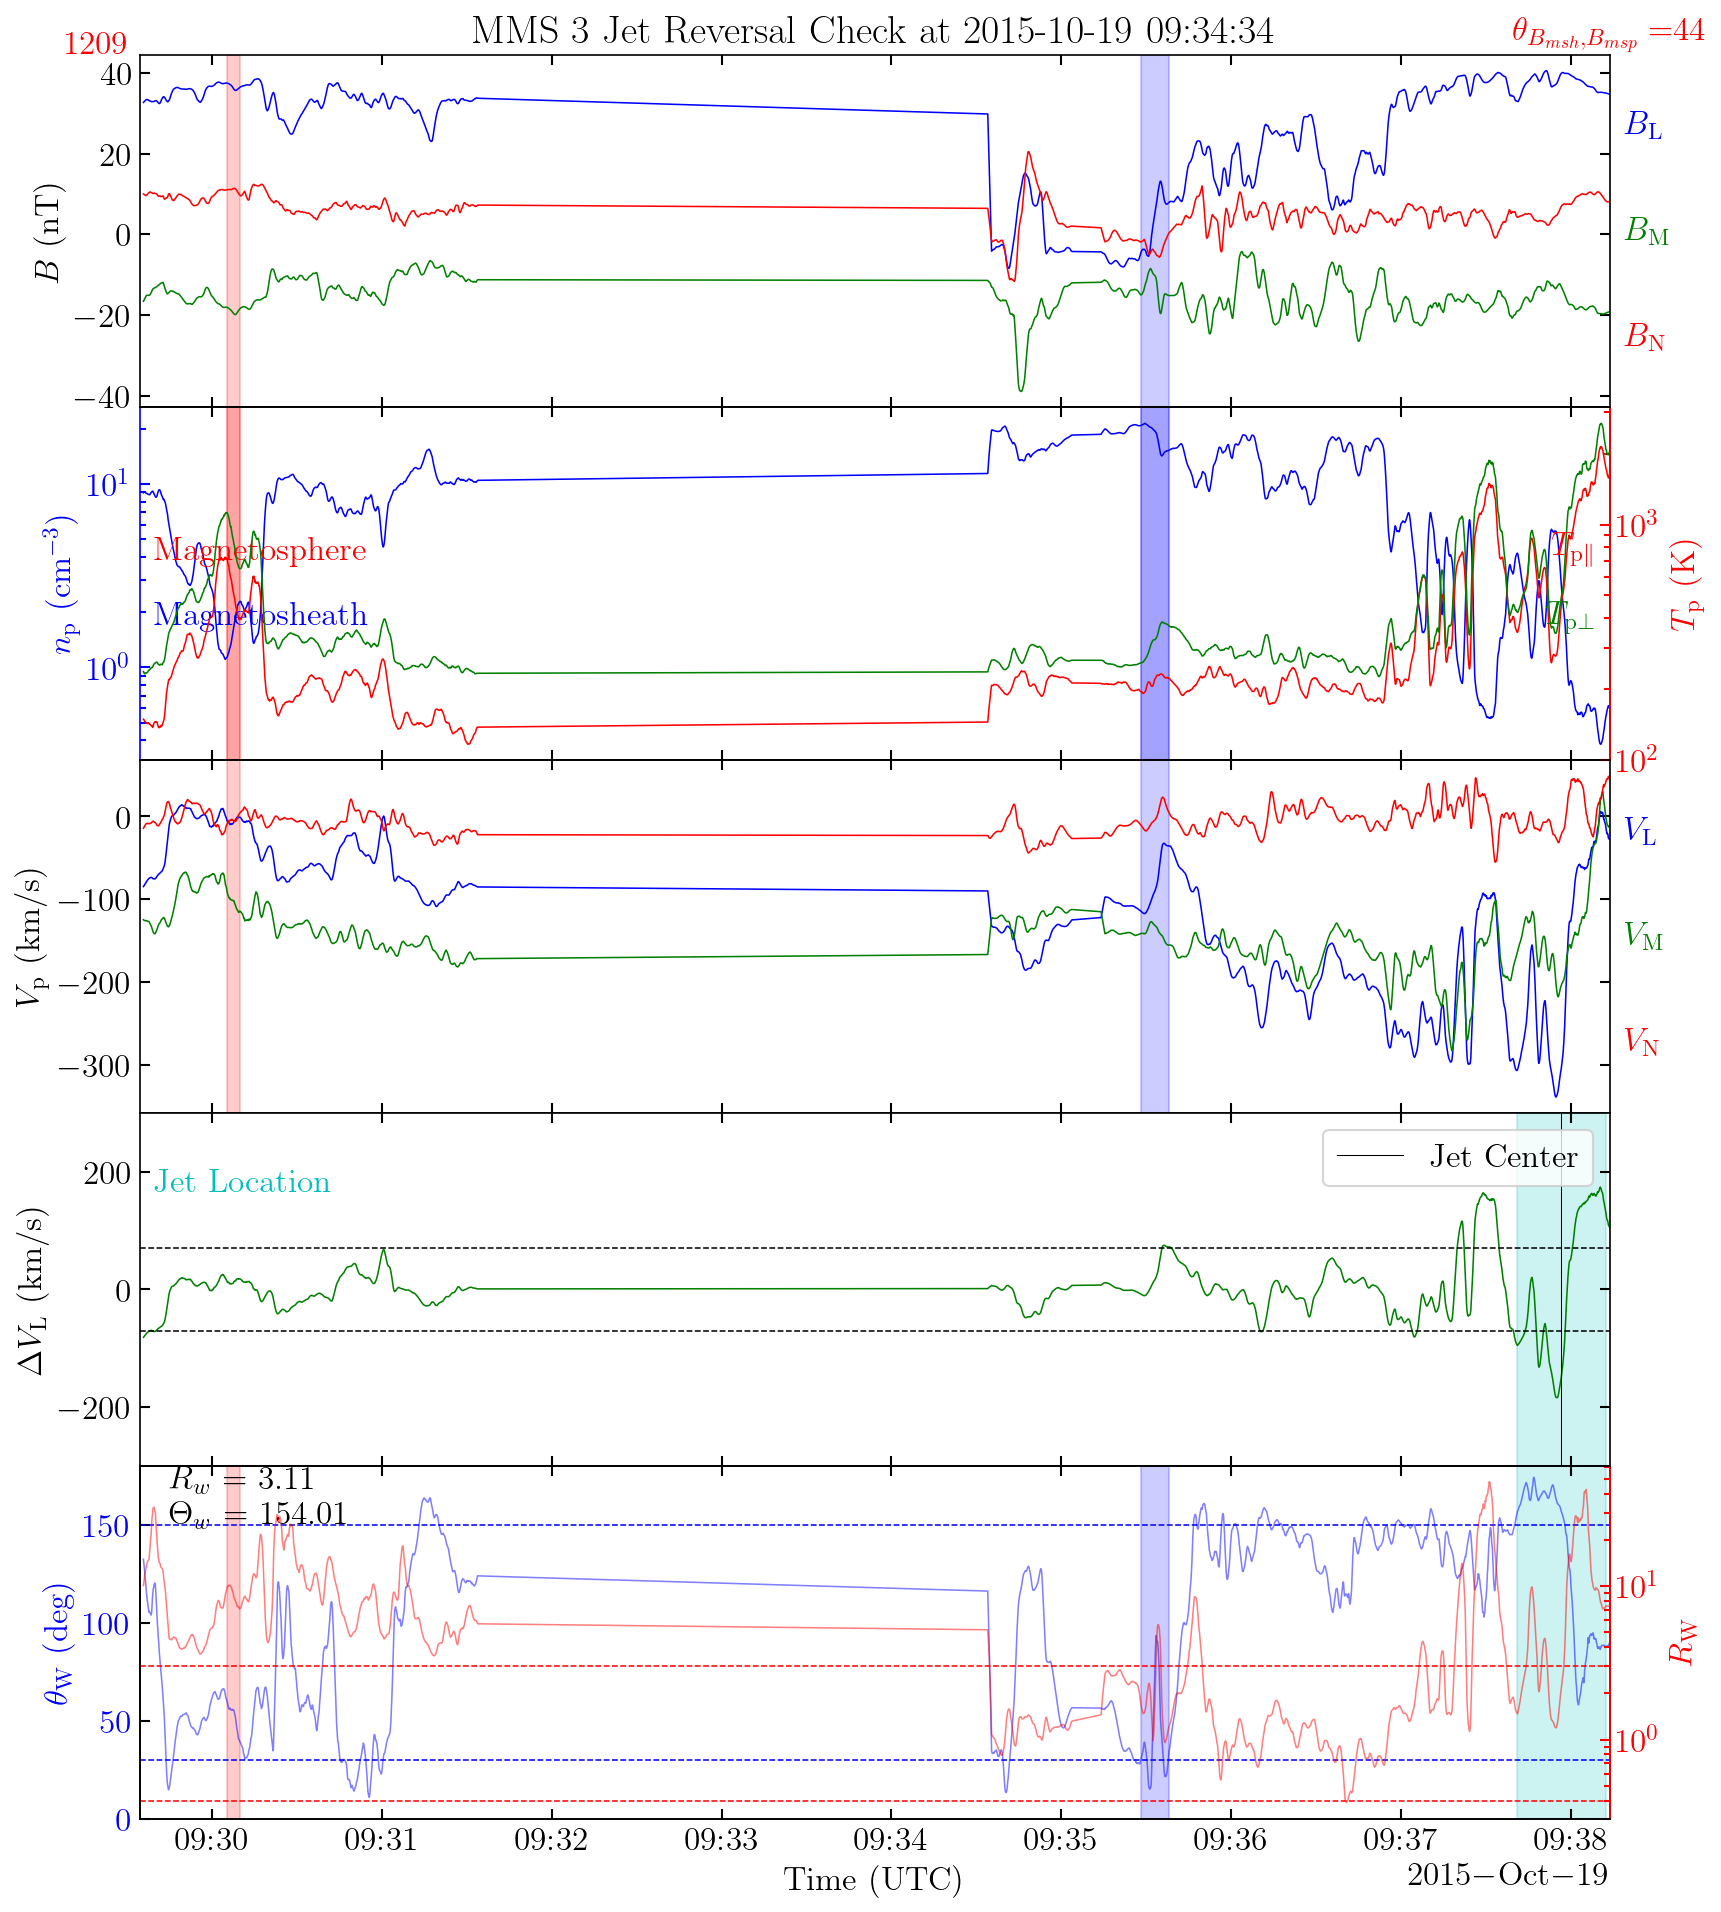 MMS 3 Jet Reversal Check at 2015-10-19 09:34:34
1209
θ_{B_{msh},B_{msp}} =44
40
20
0
−20
−40
B (nT)
B_L
B_M
B_N
10^1
10^0
n_p (cm^{−3})
Magnetosphere
Magnetosheath
T_{p∥}
T_{p⊥}
10^3
10^2
T_p (K)
0
−100
−200
−300
V_p (km/s)
V_L
V_M
V_N
200
0
−200
ΔV_L (km/s)
Jet Location
Jet Center
R_w = 3.11
Θ_w = 154.01
150
100
50
0
θ_W (deg)
10^1
10^0
R_W
09:30 09:31 09:32 09:33 09:34 09:35 09:36 09:37 09:38
2015−Oct−19
Time (UTC)